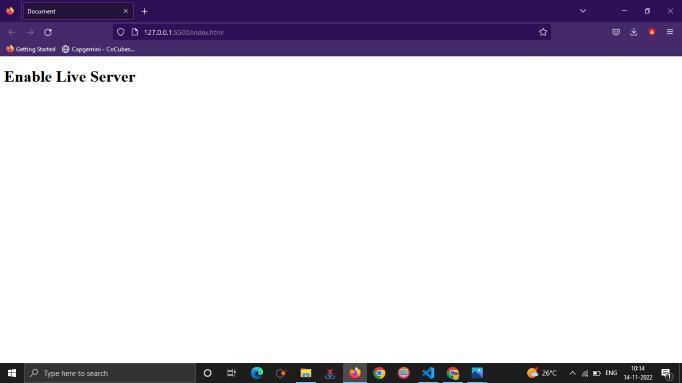 Document
127.0.0.1:5500/index.html
Getting Started Capgemini - CoCubes...
Enable Live Server
Type here to search
26°C
ENG
10:14
14-11-2022
1